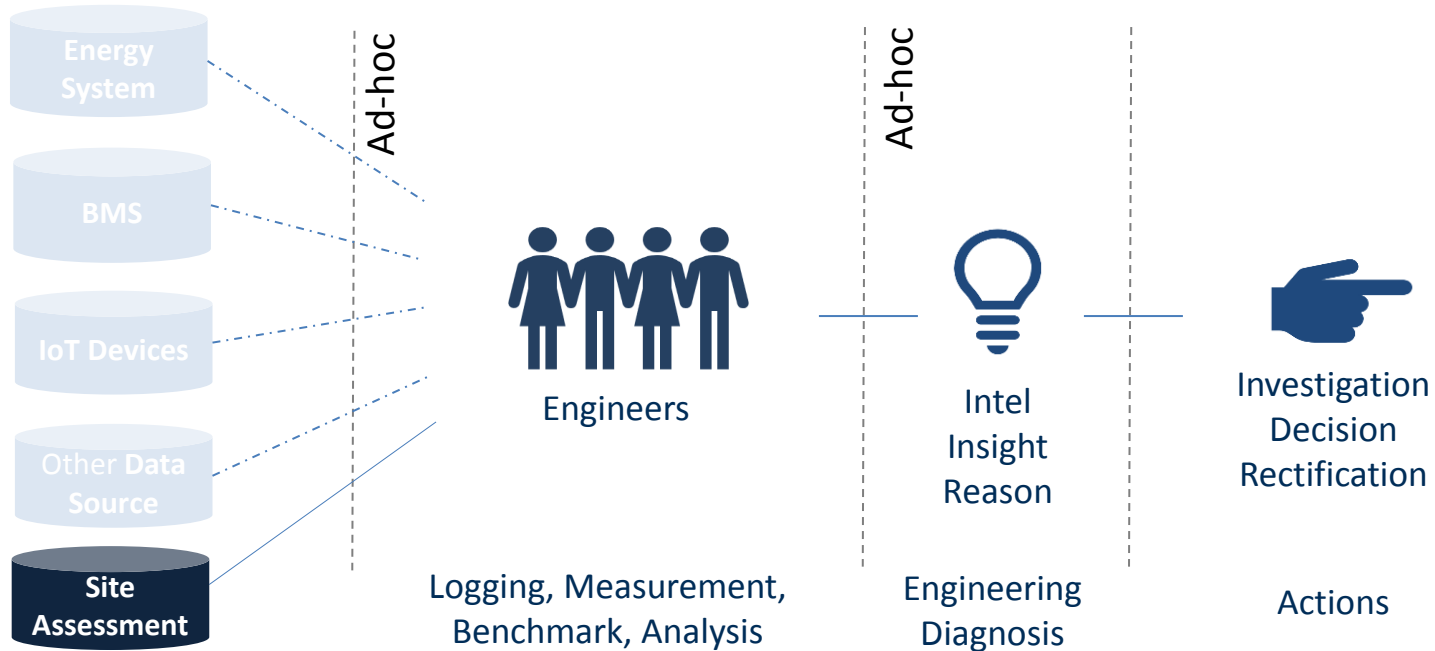 Energy
System
BMS
IoT Devices
Other Data
Source
Site
Assessment
Ad-hoc
Engineers
Logging, Measurement,
Benchmark, Analysis
Ad-hoc
Intel
Insight
Reason
Engineering
Diagnosis
Investigation
Decision
Rectification
Actions